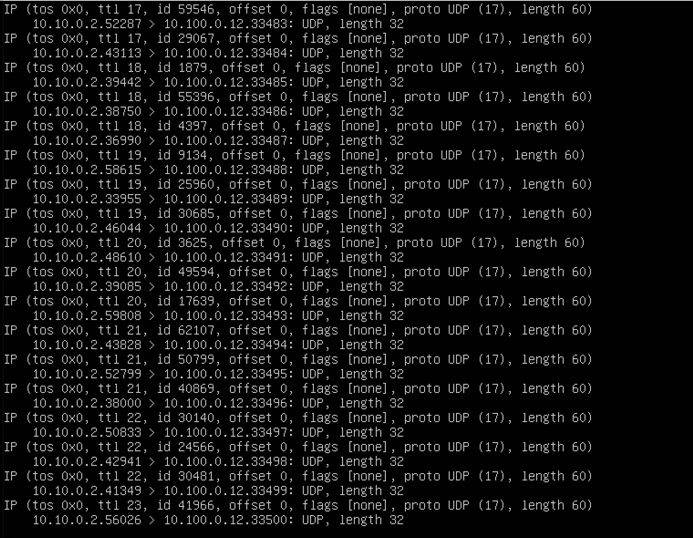 IP (tos 0x0, ttl 17, id 59546, offset 0, flags [none], proto UDP (17), length 60)
10.10.0.2.52287 > 10.100.0.12.33483: UDP, length 32
IP (tos 0x0, ttl 17, id 29067, offset 0, flags [none], proto UDP (17), length 60)
10.10.0.2.43113 > 10.100.0.12.33484: UDP, length 32
IP (tos 0x0, ttl 18, id 1879, offset 0, flags [none], proto UDP (17), length 60)
10.10.0.2.39442 > 10.100.0.12.33485: UDP, length 32
IP (tos 0x0, ttl 18, id 55396, offset 0, flags [none], proto UDP (17), length 60)
10.10.0.2.38750 > 10.100.0.12.33486: UDP, length 32
IP (tos 0x0, ttl 18, id 4397, offset 0, flags [none], proto UDP (17), length 60)
10.10.0.2.36990 > 10.100.0.12.33487: UDP, length 32
IP (tos 0x0, ttl 19, id 9134, offset 0, flags [none], proto UDP (17), length 60)
10.10.0.2.58615 > 10.100.0.12.33488: UDP, length 32
IP (tos 0x0, ttl 19, id 25960, offset 0, flags [none], proto UDP (17), length 60)
10.10.0.2.33955 > 10.100.0.12.33489: UDP, length 32
IP (tos 0x0, ttl 19, id 30685, offset 0, flags [none], proto UDP (17), length 60)
10.10.0.2.46044 > 10.100.0.12.33490: UDP, length 32
IP (tos 0x0, ttl 20, id 3625, offset 0, flags [none], proto UDP (17), length 60)
10.10.0.2.48610 > 10.100.0.12.33491: UDP, length 32
IP (tos 0x0, ttl 20, id 49594, offset 0, flags [none], proto UDP (17), length 60)
10.10.0.2.39085 > 10.100.0.12.33492: UDP, length 32
IP (tos 0x0, ttl 20, id 17639, offset 0, flags [none], proto UDP (17), length 60)
10.10.0.2.59808 > 10.100.0.12.33493: UDP, length 32
IP (tos 0x0, ttl 21, id 62107, offset 0, flags [none], proto UDP (17), length 60)
10.10.0.2.43828 > 10.100.0.12.33494: UDP, length 32
IP (tos 0x0, ttl 21, id 50799, offset 0, flags [none], proto UDP (17), length 60)
10.10.0.2.52799 > 10.100.0.12.33495: UDP, length 32
IP (tos 0x0, ttl 21, id 40869, offset 0, flags [none], proto UDP (17), length 60)
10.10.0.2.38000 > 10.100.0.12.33496: UDP, length 32
IP (tos 0x0, ttl 22, id 30140, offset 0, flags [none], proto UDP (17), length 60)
10.10.0.2.50833 > 10.100.0.12.33497: UDP, length 32
IP (tos 0x0, ttl 22, id 24566, offset 0, flags [none], proto UDP (17), length 60)
10.10.0.2.42941 > 10.100.0.12.33498: UDP, length 32
IP (tos 0x0, ttl 22, id 30481, offset 0, flags [none], proto UDP (17), length 60)
10.10.0.2.41349 > 10.100.0.12.33499: UDP, length 32
IP (tos 0x0, ttl 23, id 41966, offset 0, flags [none], proto UDP (17), length 60)
10.10.0.2.56026 > 10.100.0.12.33500: UDP, length 32